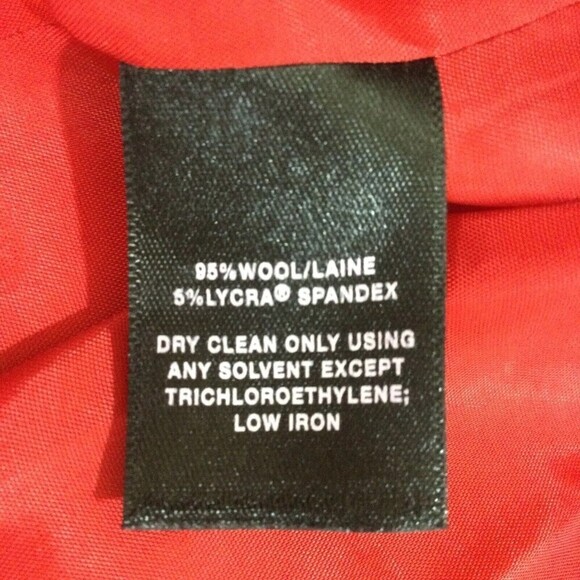 95%WOOL/LAINE
5%LYCRA® SPANDEX
DRY CLEAN ONLY USING
ANY SOLVENT EXCEPT
TRICHLOROETHYLENE;
LOW IRON